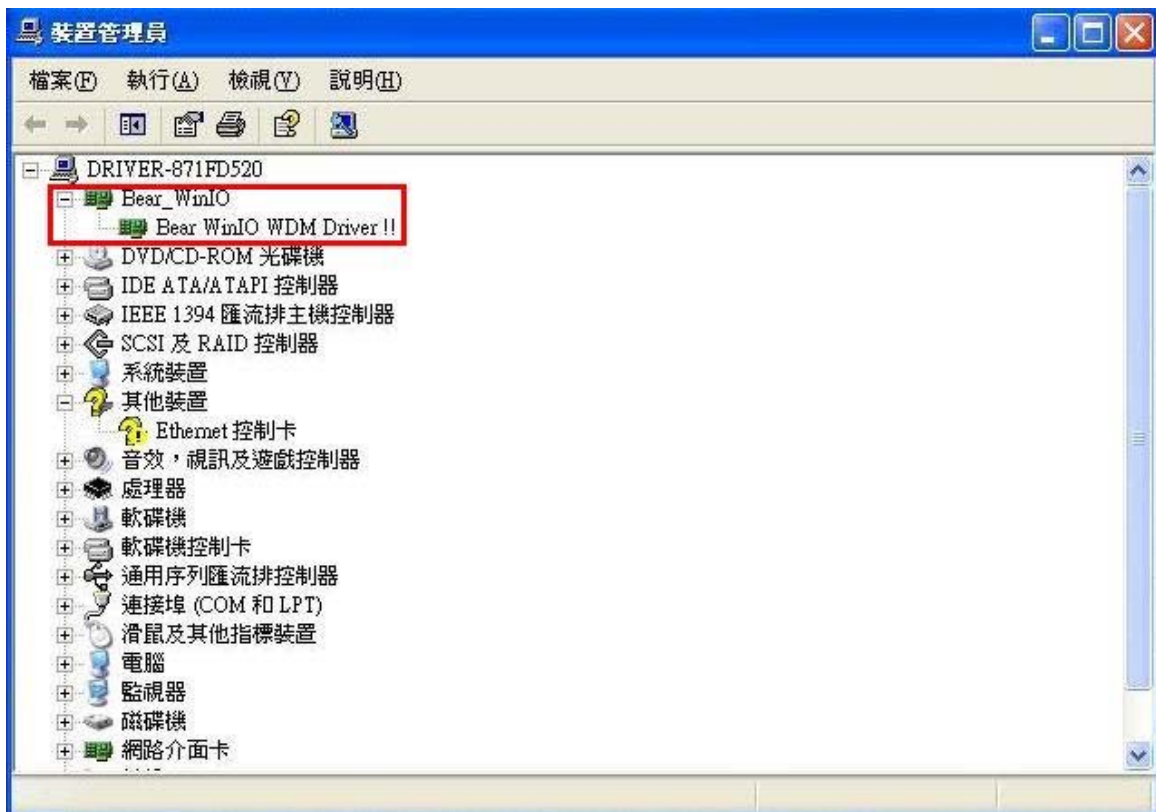 裝置管理員
檔案(F) 執行(A) 檢視(V) 說明(H)
DRIVER-871FD520
Bear_WinIO
Bear WinIO WDM Driver !!
DVD/CD-ROM 光碟機
IDE ATA/ATAPI 控制器
IEEE 1394 匯流排主機控制器
SCSI 及 RAID 控制器
系統裝置
其他裝置
Ethernet 控制卡
音效，視訊及遊戲控制器
處理器
軟碟機
軟碟機控制卡
通用序列匯流排控制器
連接埠 (COM 和 LPT)
滑鼠及其他指標裝置
電腦
監視器
磁碟機
網路介面卡